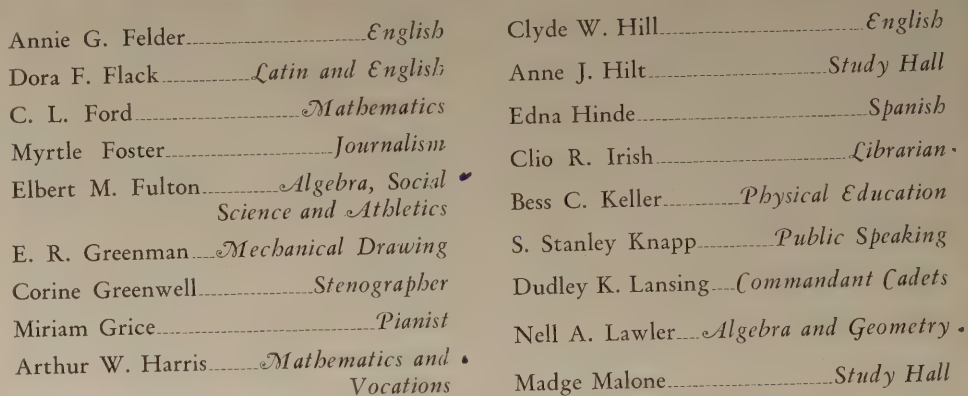 Annie G. Felder English
Dora F. Flack Latin and English
C. L. Ford Mathematics
Myrtle Foster Journalism
Elbert M. Fulton Algebra, Social
Science and Athletics
E. R. Greenman Mechanical Drawing
Corine Greenwell Stenographer
Miriam Grice Pianist
Arthur W. Harris Mathematics and
Vocations
Clyde W. Hill English
Anne J. Hilt Study Hall
Edna Hinde Spanish
Clio R. Irish Librarian
Bess C. Keller Physical Education
S. Stanley Knapp Public Speaking
Dudley K. Lansing Commandant Cadets
Nell A. Lawler Algebra and Geometry
Madge Malone Study Hall